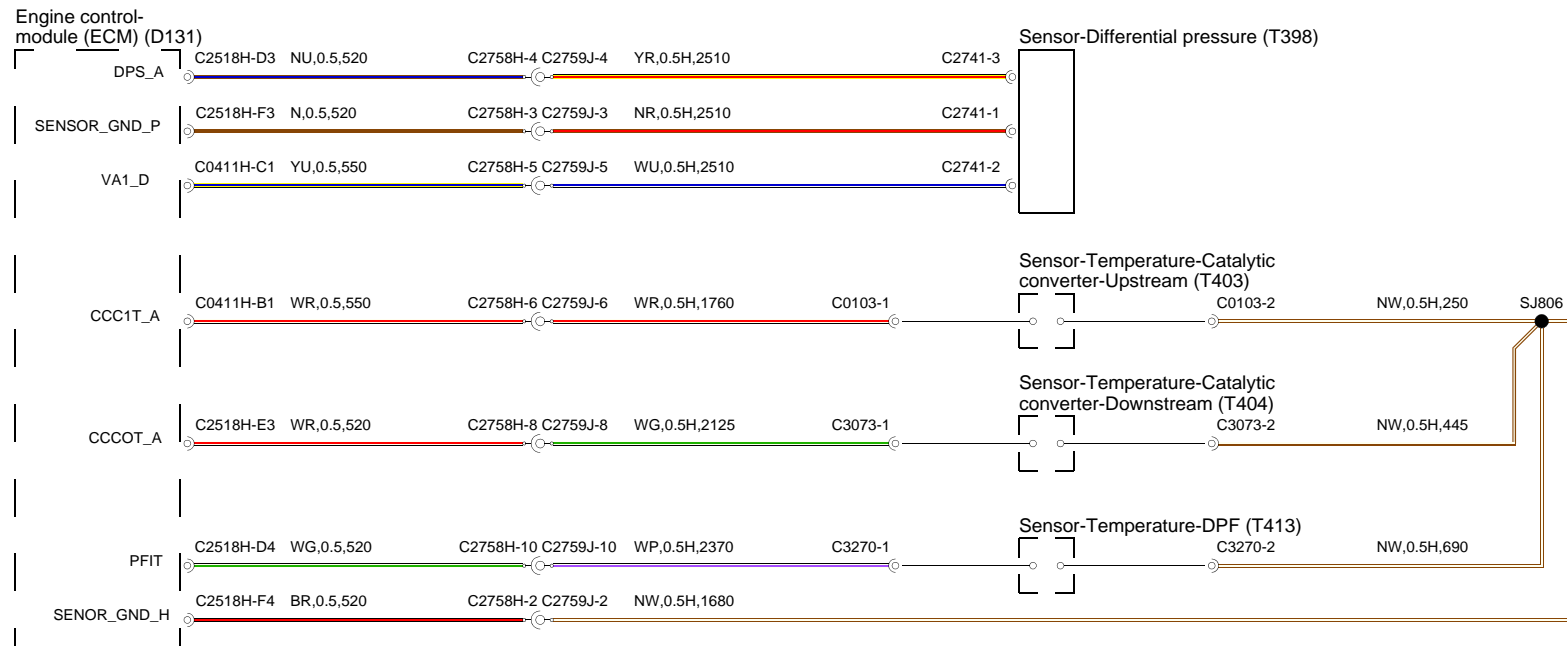 Engine control-
module (ECM) (D131)
Sensor-Differential pressure (T398)
DPS_A
C2518H-D3 NU,0.5,520 C2758H-4 C2759J-4 YR,0.5H,2510 C2741-3
SENSOR_GND_P
C2518H-F3 N,0.5,520 C2758H-3 C2759J-3 NR,0.5H,2510 C2741-1
VA1_D
C0411H-C1 YU,0.5,550 C2758H-5 C2759J-5 WU,0.5H,2510 C2741-2
Sensor-Temperature-Catalytic
converter-Upstream (T403)
CCC1T_A
C0411H-B1 WR,0.5,550 C2758H-6 C2759J-6 WR,0.5H,1760 C0103-1 C0103-2 NW,0.5H,250 SJ806
Sensor-Temperature-Catalytic
converter-Downstream (T404)
CCCOT_A
C2518H-E3 WR,0.5,520 C2758H-8 C2759J-8 WG,0.5H,2125 C3073-1 C3073-2 NW,0.5H,445
Sensor-Temperature-DPF (T413)
PFIT
C2518H-D4 WG,0.5,520 C2758H-10 C2759J-10 WP,0.5H,2370 C3270-1 C3270-2 NW,0.5H,690
SENOR_GND_H
C2518H-F4 BR,0.5,520 C2758H-2 C2759J-2 NW,0.5H,1680